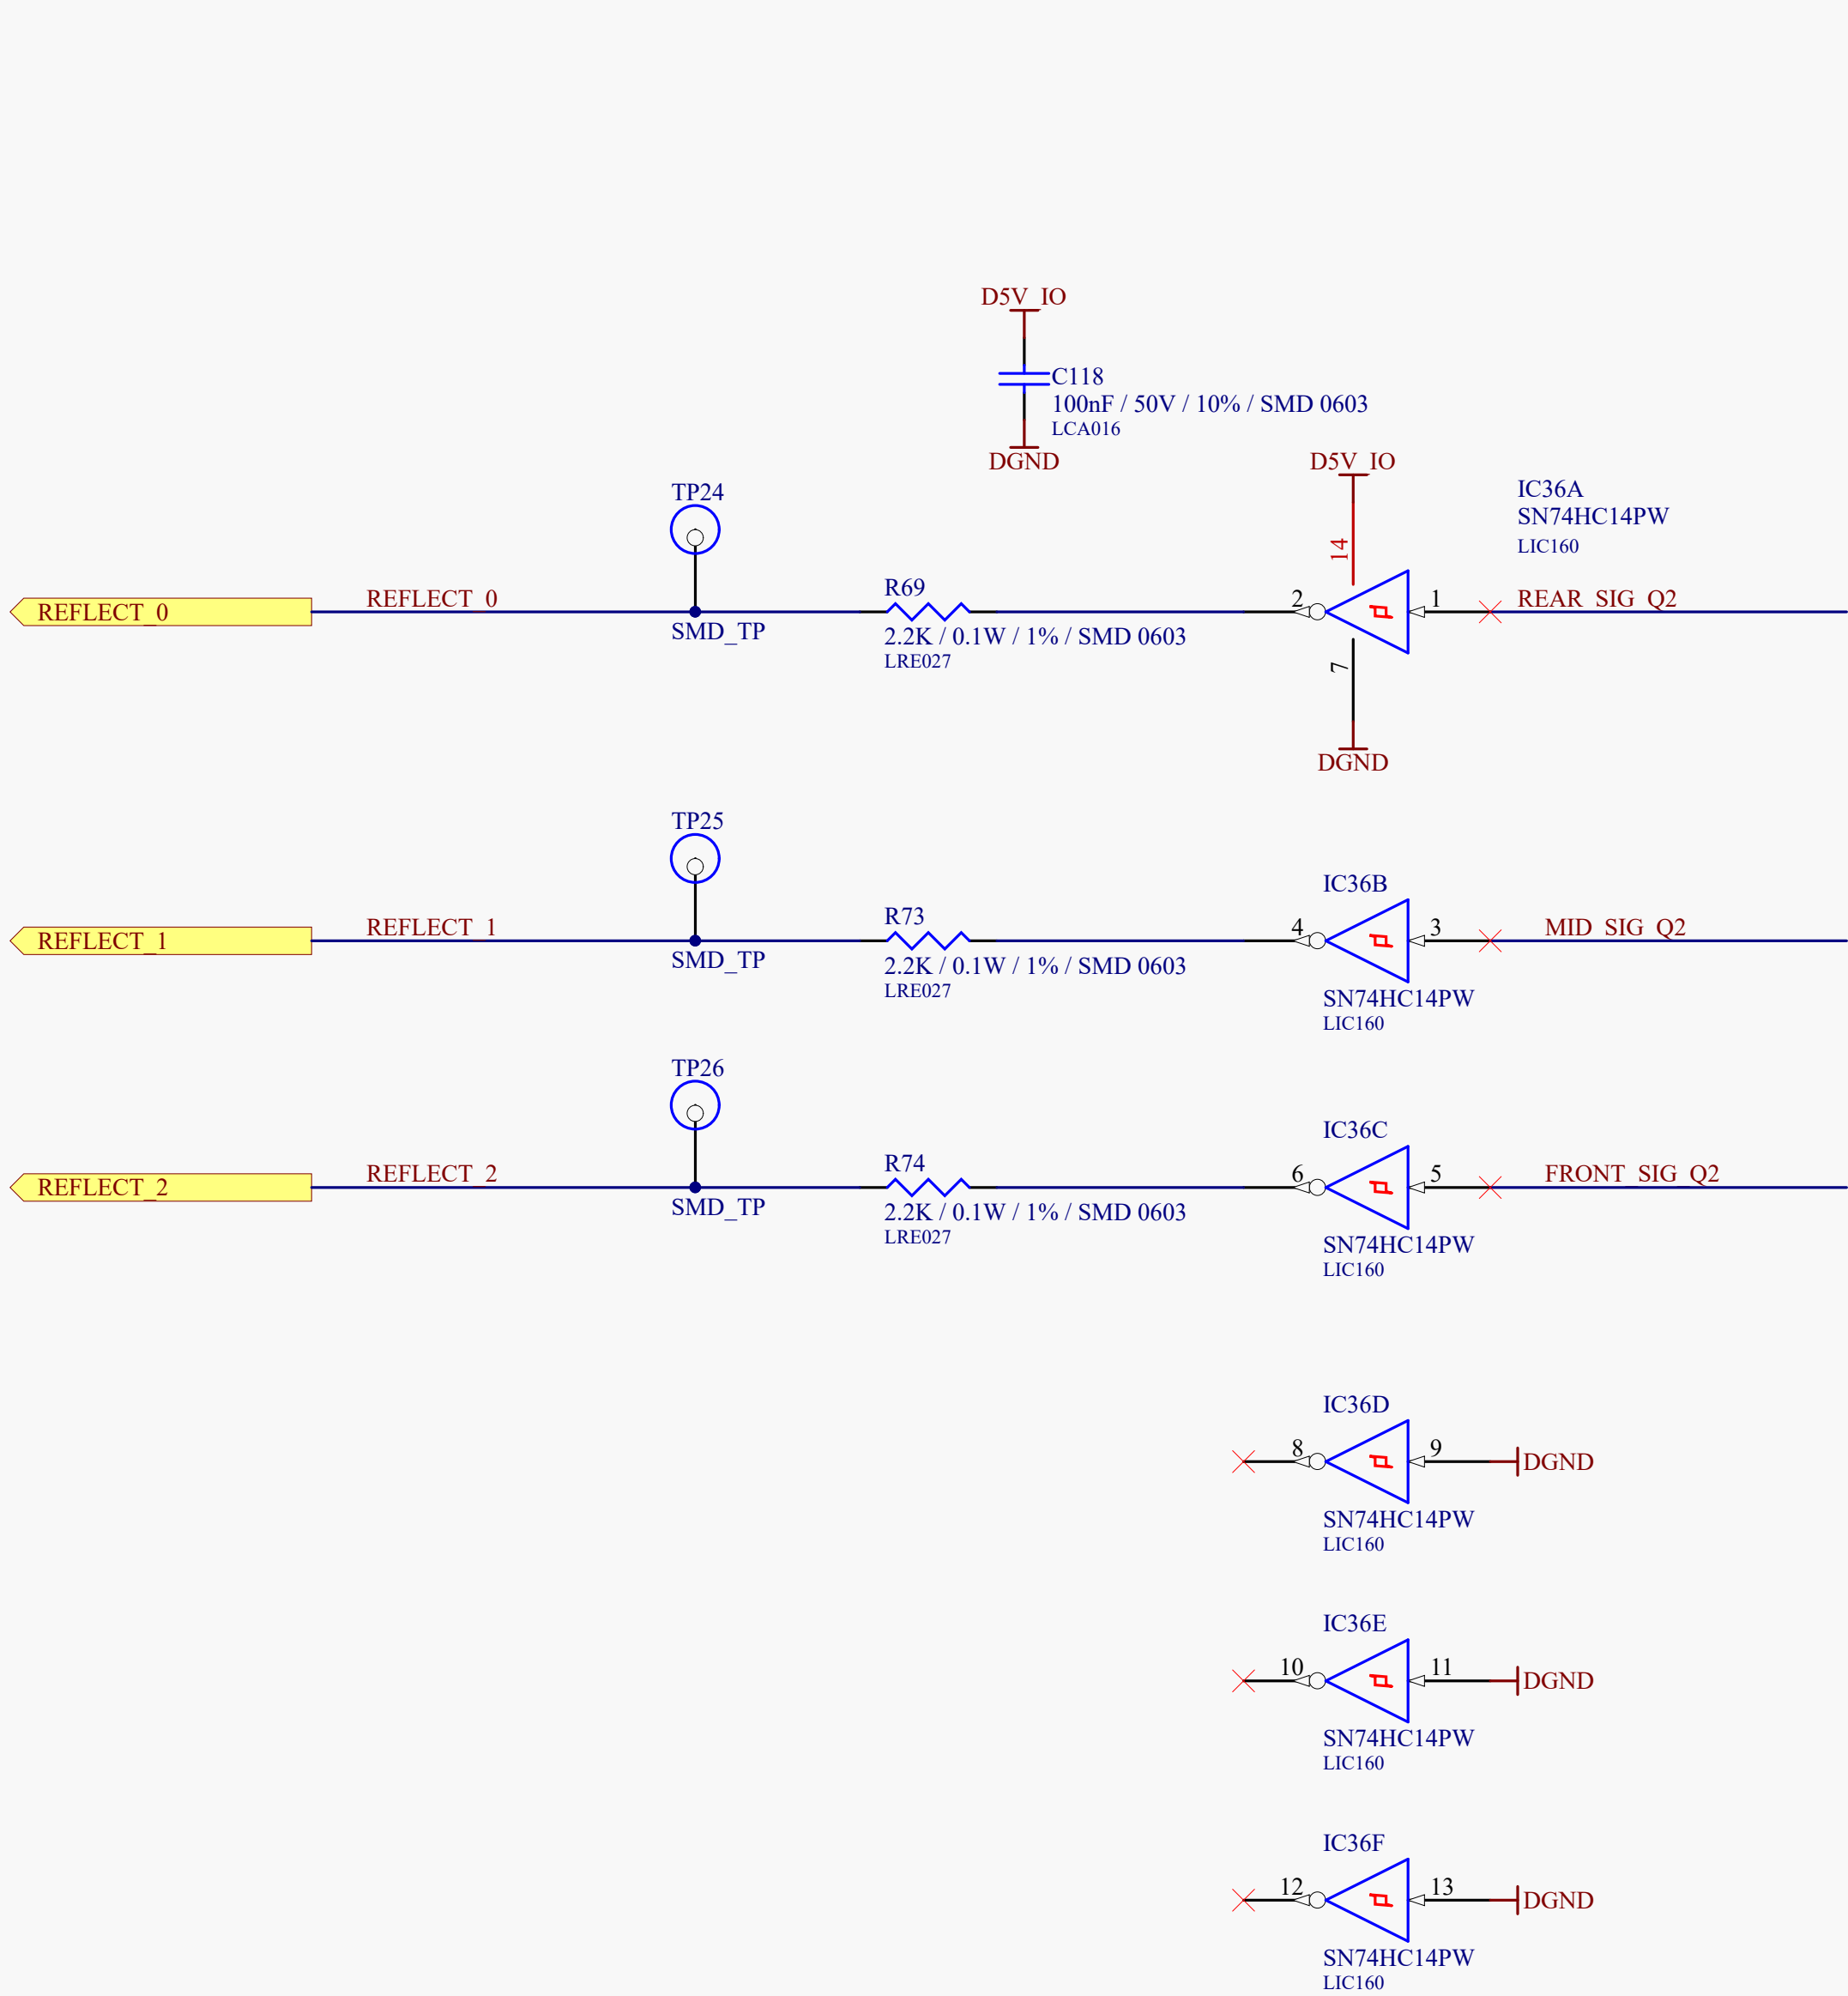 D5V_IO
C118
100nF / 50V / 10% / SMD 0603
LCA016
DGND
D5V_IO
14
IC36A
SN74HC14PW
LIC160
TP24
REFLECT_0
REFLECT_0
SMD_TP
R69
2.2K / 0.1W / 1% / SMD 0603
LRE027
2
1
REAR_SIG_Q2
7
DGND
TP25
REFLECT_1
REFLECT_1
SMD_TP
R73
2.2K / 0.1W / 1% / SMD 0603
LRE027
IC36B
4
3
MID_SIG_Q2
SN74HC14PW
LIC160
TP26
REFLECT_2
REFLECT_2
SMD_TP
R74
2.2K / 0.1W / 1% / SMD 0603
LRE027
IC36C
6
5
FRONT_SIG_Q2
SN74HC14PW
LIC160
IC36D
8
9
DGND
SN74HC14PW
LIC160
IC36E
10
11
DGND
SN74HC14PW
LIC160
IC36F
12
13
DGND
SN74HC14PW
LIC160